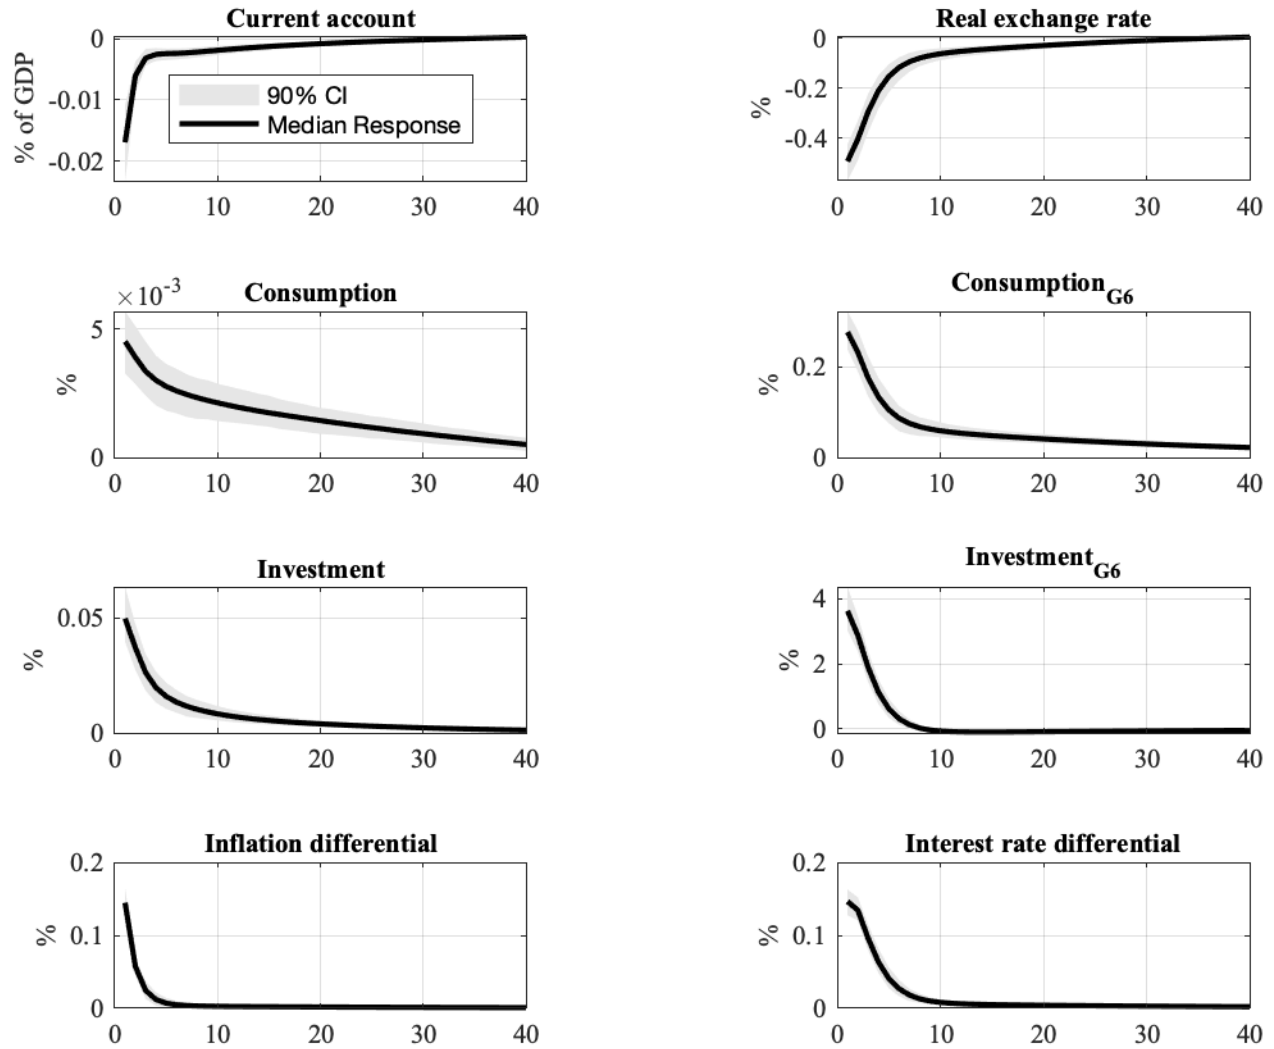 Current account
% of GDP
0
-0.01
-0.02
90% CI
Median Response
0 10 20 30 40
Real exchange rate
%
0
-0.2
-0.4
0 10 20 30 40
Consumption
×10-3
%
5
0
0 10 20 30 40
ConsumptionG6
%
0.2
0
0 10 20 30 40
Investment
%
0.05
0
0 10 20 30 40
InvestmentG6
%
4
2
0
0 10 20 30 40
Inflation differential
%
0.2
0.1
0
0 10 20 30 40
Interest rate differential
%
0.2
0.1
0
0 10 20 30 40